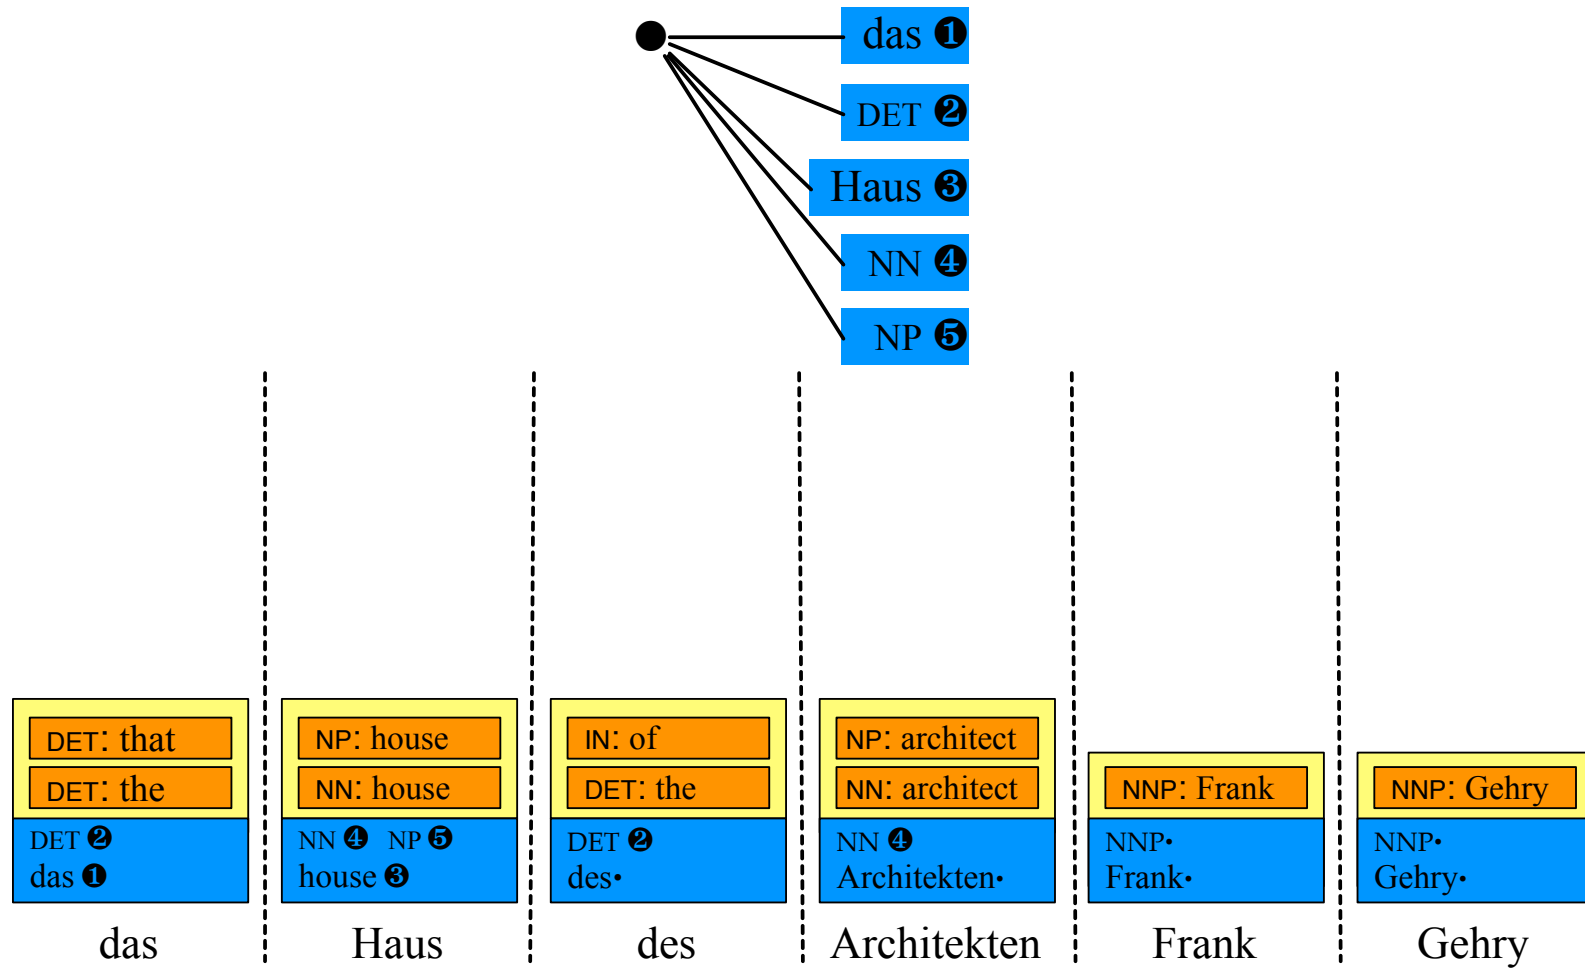 das ❶
DET ❷
Haus ❸
NN ❹
NP ❺
DET: that
DET: the
DET ❷
das ❶
NP: house
NN: house
NN ❹ NP ❺
house ❸
IN: of
DET: the
DET ❷
des•
NP: architect
NN: architect
NN ❹
Architekten•
NNP: Frank
NNP•
Frank•
NNP: Gehry
NNP•
Gehry•
das Haus des Architekten Frank Gehry